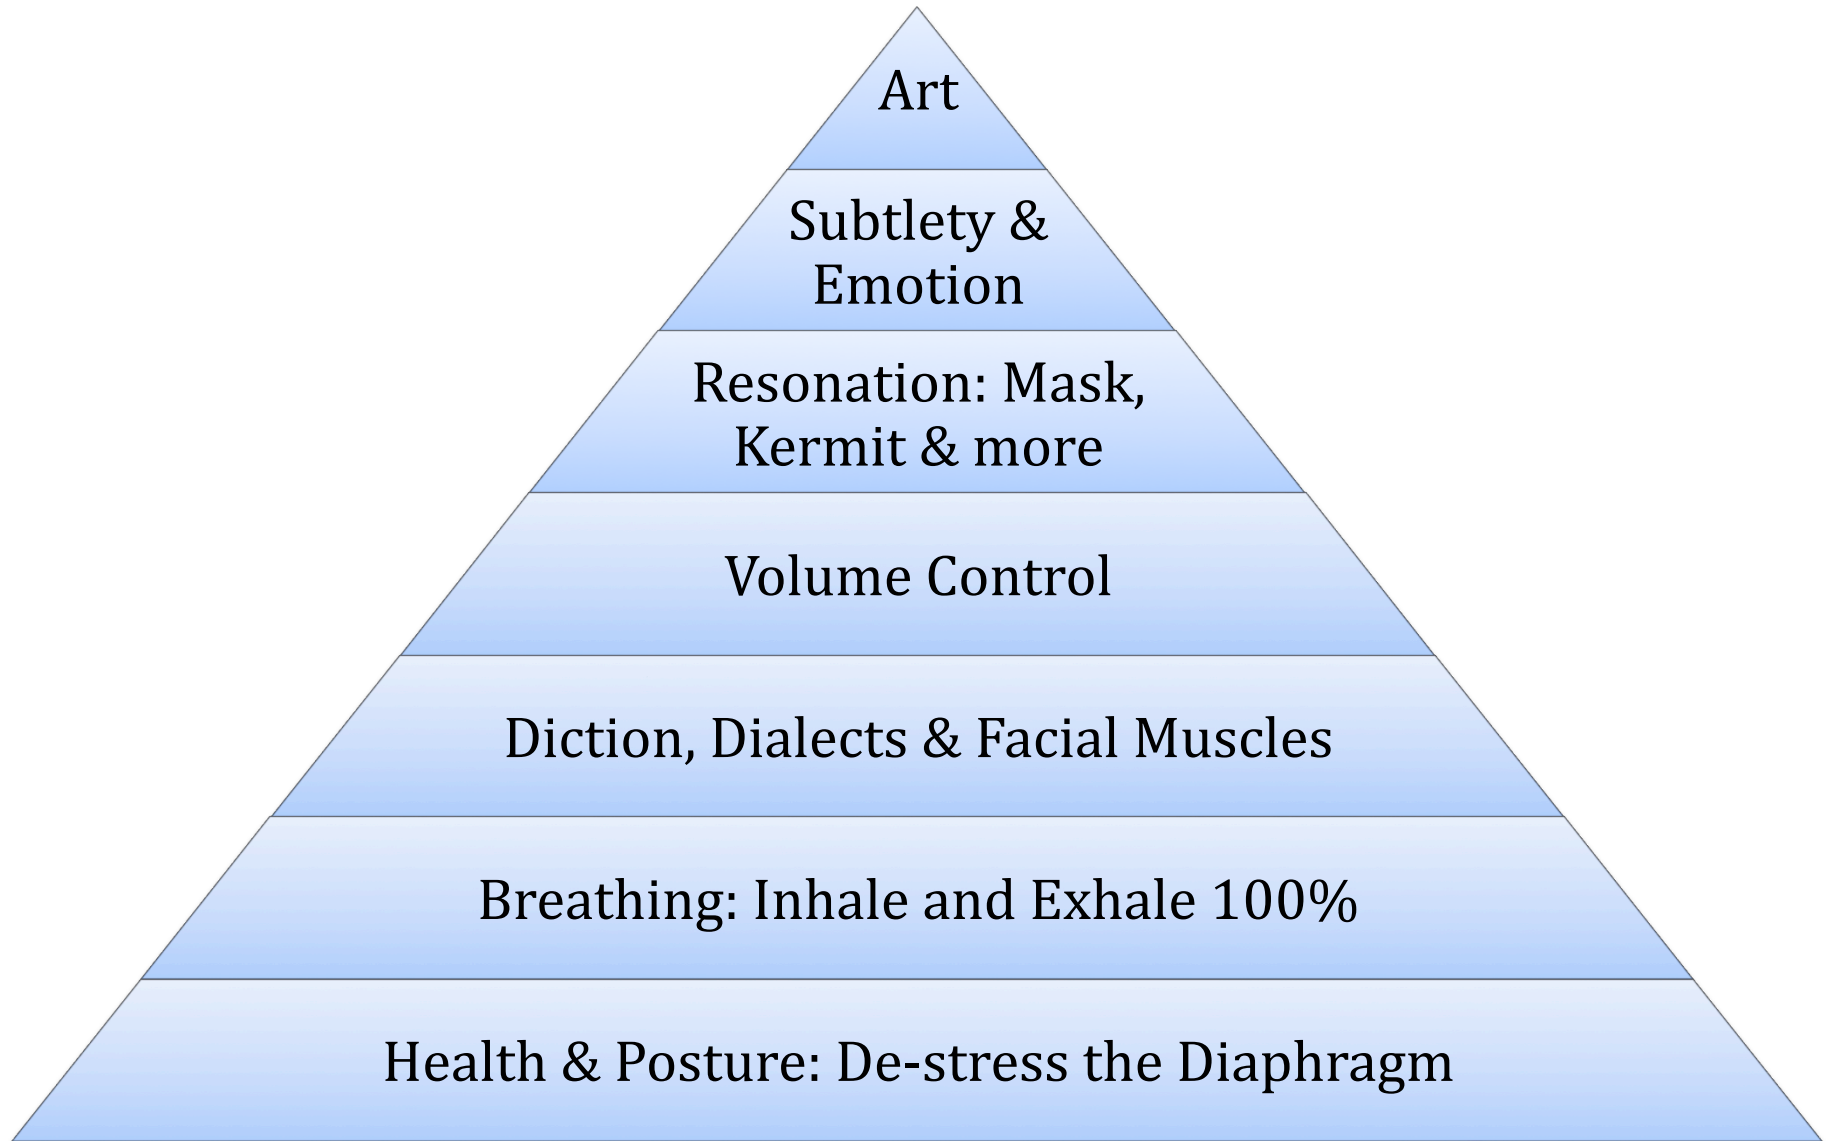 Art
Subtlety &
Emotion
Resonation: Mask,
Kermit & more
Volume Control
Diction, Dialects & Facial Muscles
Breathing: Inhale and Exhale 100%
Health & Posture: De-stress the Diaphragm